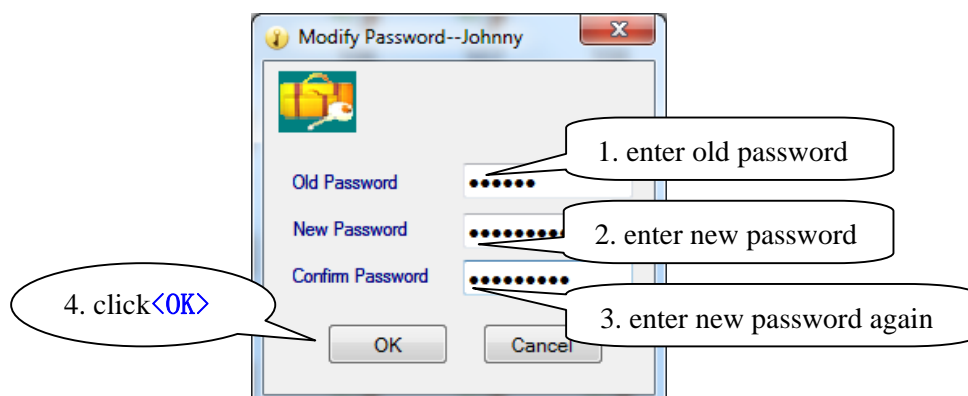 Modify Password--Johnny
1. enter old password
Old Password ●●●●●●
New Password ●●●●●●●●●
2. enter new password
Confirm Password ●●●●●●●●●
4. click<OK>
3. enter new password again
OK Cancel